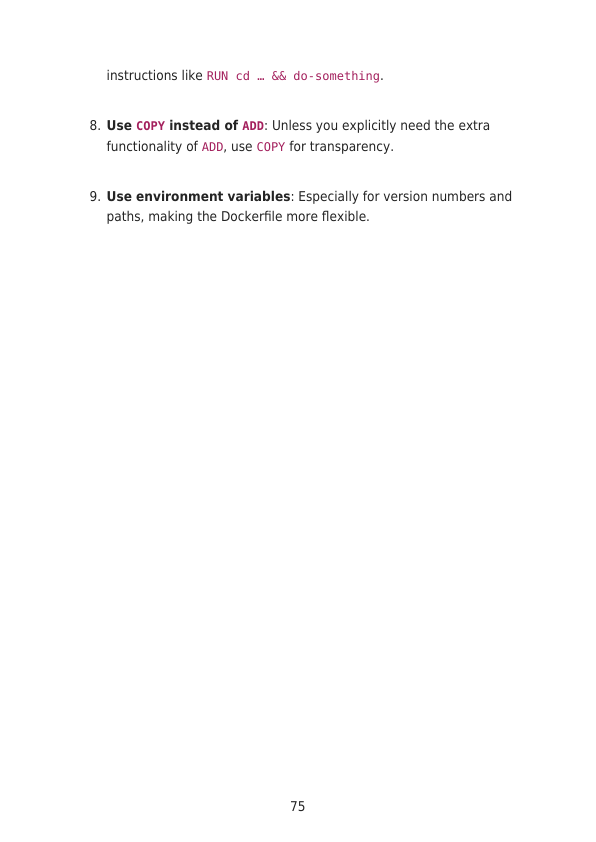 instructions like RUN cd … && do-something.
8. Use COPY instead of ADD: Unless you explicitly need the extra
functionality of ADD, use COPY for transparency.
9. Use environment variables: Especially for version numbers and
paths, making the Dockerfile more flexible.
75